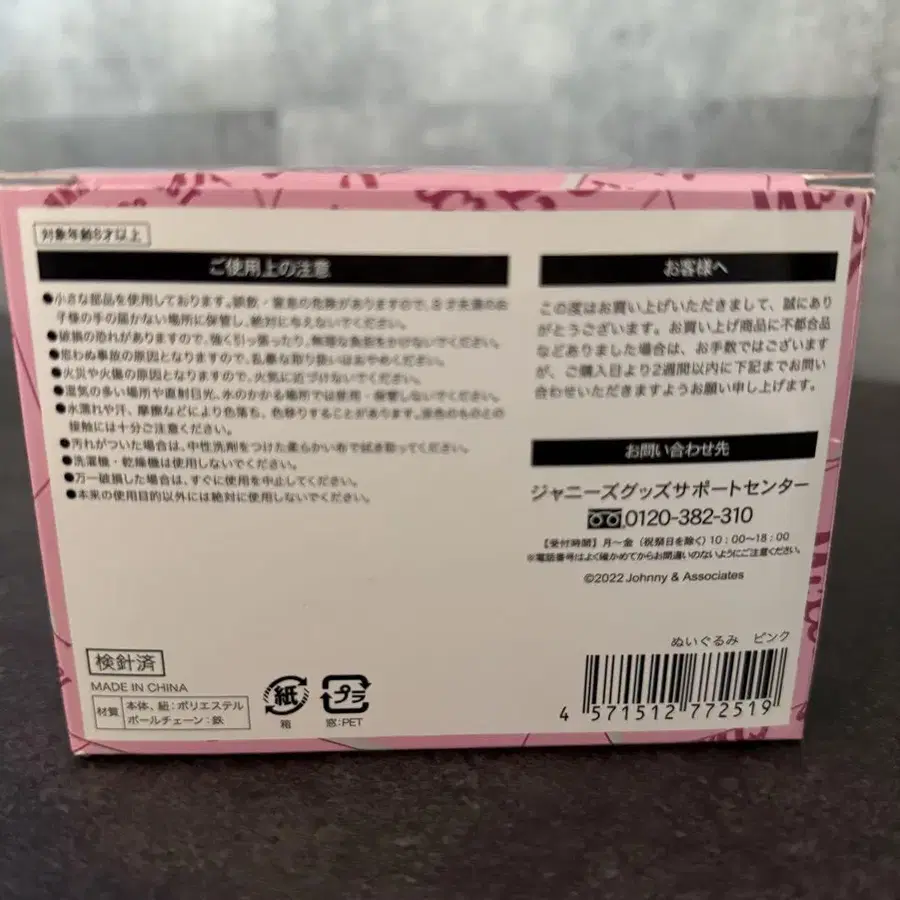 対象年齢8才以上
ご使用上の注意
●小さな部品を使用しております。誤飲・窒息の危険がありますので、8才未満のお
子様の手の届かない場所に保管し、絶対に与えないでください。
●破損の恐れがありますので、強く引っ張ったり、無理な負荷をかけないでください。
●思わぬ事故の原因となりますので、乱暴な取り扱いはおやめください。
●火災や火傷の原因となりますので、火気に近づけないでください。
●湿気の多い場所や直射日光、水のかかる場所では使用・保管しないでください。
●水濡れや汗、摩擦などにより色落ち、色移りすることがあります。淡色のものとの
接触には十分ご注意ください。
●汚れがついた場合は、中性洗剤をつけた柔らかい布で拭き取ってください。
●洗濯機・乾燥機は使用しないでください。
●万一破損した場合は、すぐに使用を中止してください。
●本来の使用目的以外には絶対に使用しないでください。
お客様へ
この度はお買い上げいただきまして、誠にあり
がとうございます。お買い上げ商品に不都合品
などありました場合は、お手数ではございます
が、ご購入日より2週間以内に下記までお問い
合わせいただきますようお願い申し上げます。
お問い合わせ先
ジャニーズグッズサポートセンター
0120-382-310
【受付時間】月～金（祝祭日を除く）10：00～18：00
※電話番号はよく確かめてからお間違いのないようにご注意ください。
©2022 Johnny & Associates
検針済
MADE IN CHINA
材質
本体、紐：ポリエステル
ボールチェーン：鉄
紙
箱
プラ
窓:PET
ぬいぐるみ ピンク
4 571512 772519